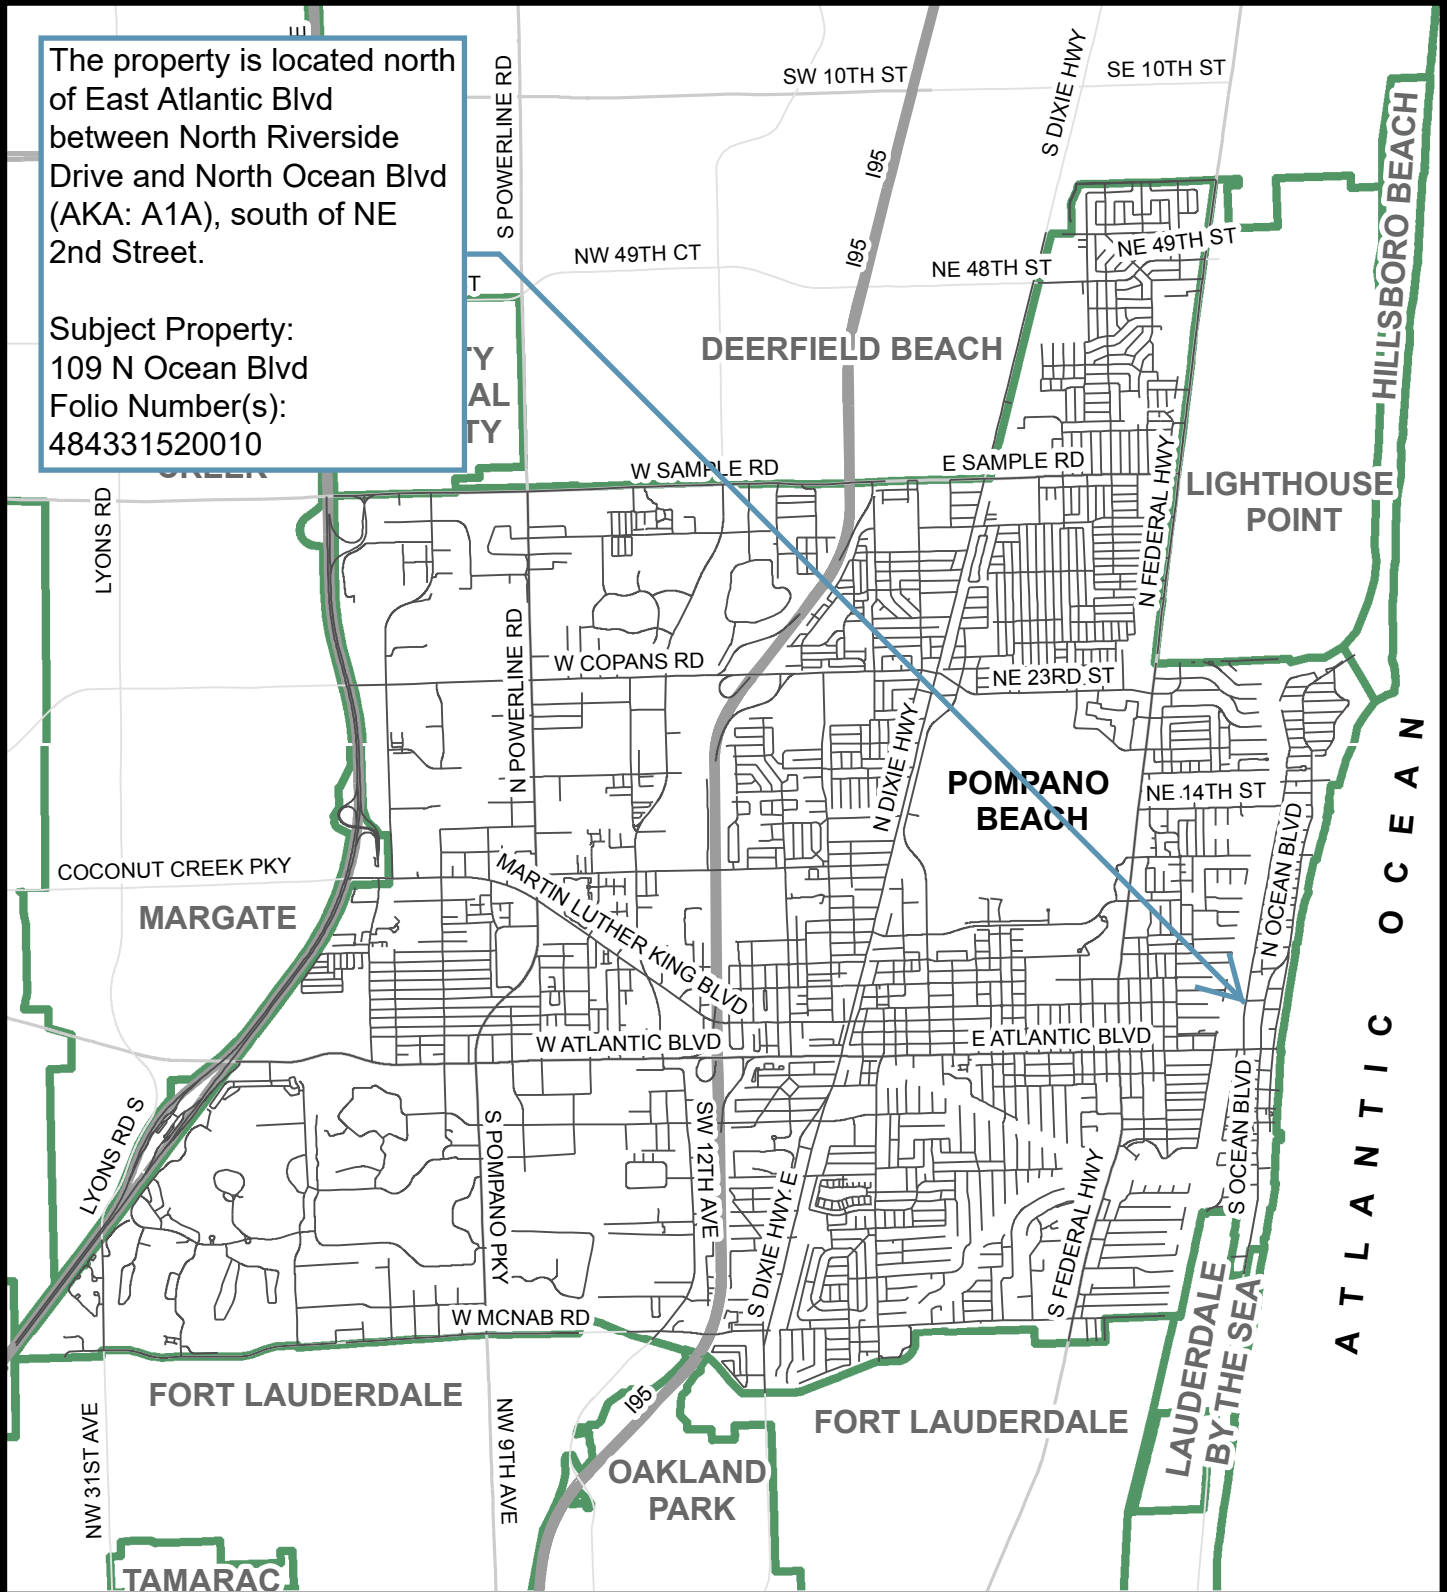 The property is located north
of East Atlantic Blvd
between North Riverside
Drive and North Ocean Blvd
(AKA: A1A), south of NE
2nd Street.
Subject Property:
109 N Ocean Blvd
Folio Number(s):
484331520010
SW 10TH ST
SE 10TH ST
S POWERLINE RD
S DIXIE HWY
I95
HILLSBORO BEACH
NW 49TH CT
I95
NE 48TH ST
NE 49TH ST
T
DEERFIELD BEACH
TY
AL
TY
CREEK
W SAMPLE RD
E SAMPLE RD
N FEDERAL HWY
LIGHTHOUSE
POINT
LYONS RD
N POWERLINE RD
W COPANS RD
NE 23RD ST
N DIXIE HWY
POMPANO
BEACH
NE 14TH ST
N OCEAN BLVD
COCONUT CREEK PKY
MARGATE
MARTIN LUTHER KING BLVD
W ATLANTIC BLVD
E ATLANTIC BLVD
ATLANTIC OCEAN
LYONS RD S
S POMPANO PKY
SW 12TH AVE
S DIXIE HWY E
S FEDERAL HWY
S OCEAN BLVD
W MCNAB RD
LAUDERDALE
BY THE SEA
FORT LAUDERDALE
FORT LAUDERDALE
I95
NW 31ST AVE
NW 9TH AVE
OAKLAND
PARK
TAMARAC